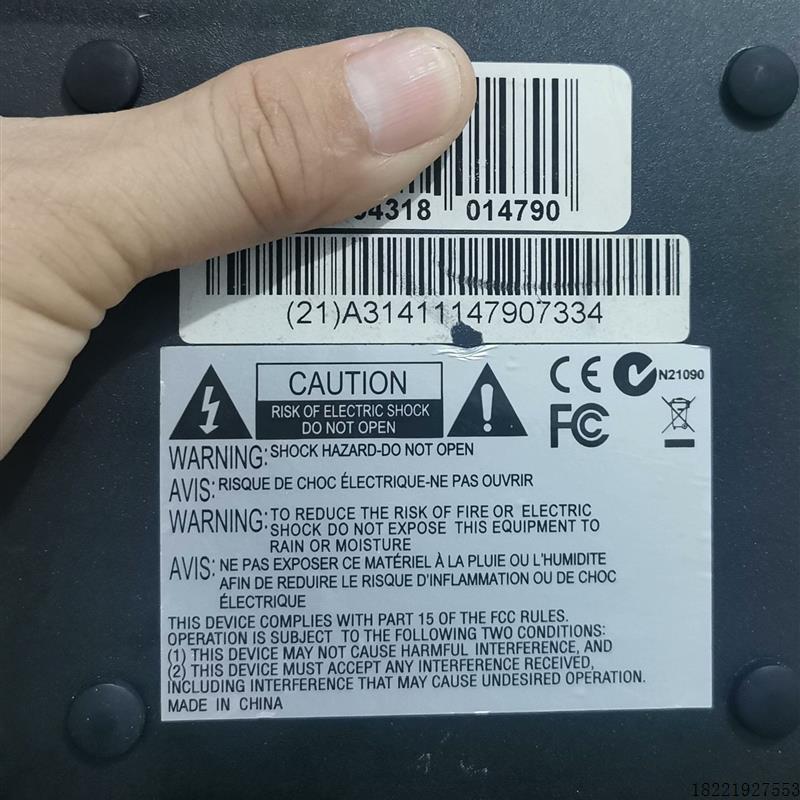 04318 014790
(21)A31411147907334
CAUTION
RISK OF ELECTRIC SHOCK
DO NOT OPEN
CE N21090
FC
WARNING: SHOCK HAZARD-DO NOT OPEN
AVIS: RISQUE DE CHOC ÉLECTRIQUE-NE PAS OUVRIR
WARNING: TO REDUCE THE RISK OF FIRE OR ELECTRIC
SHOCK DO NOT EXPOSE THIS EQUIPMENT TO
RAIN OR MOISTURE
AVIS: NE PAS EXPOSER CE MATÉRIEL À LA PLUIE OU L'HUMIDITE
AFIN DE REDUIRE LE RISQUE D'INFLAMMATION OU DE CHOC
ÉLECTRIQUE
THIS DEVICE COMPLIES WITH PART 15 OF THE FCC RULES.
OPERATION IS SUBJECT TO THE FOLLOWING TWO CONDITIONS:
(1) THIS DEVICE MAY NOT CAUSE HARMFUL INTERFERENCE, AND
(2) THIS DEVICE MUST ACCEPT ANY INTERFERENCE RECEIVED,
INCLUDING INTERFERENCE THAT MAY CAUSE UNDESIRED OPERATION.
MADE IN CHINA
18221927553